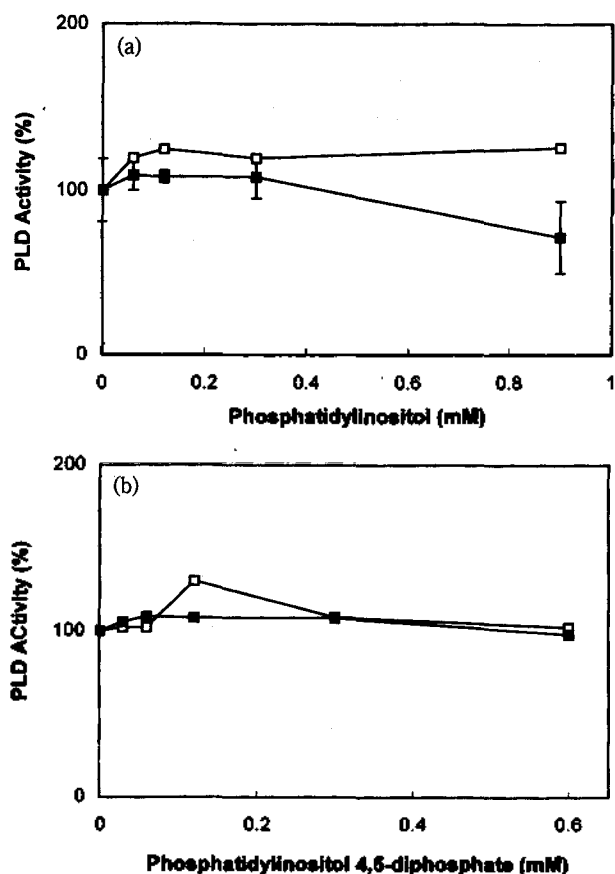 200
(a)
PLD Activity (%)
100
0
0 0.2 0.4 0.6 0.8 1
Phosphatidylinositol (mM)
200
(b)
PLD ACtivity (%)
100
0
0 0.2 0.4 0.6
Phosphatidylinositol 4,5-diphosphate (mM)